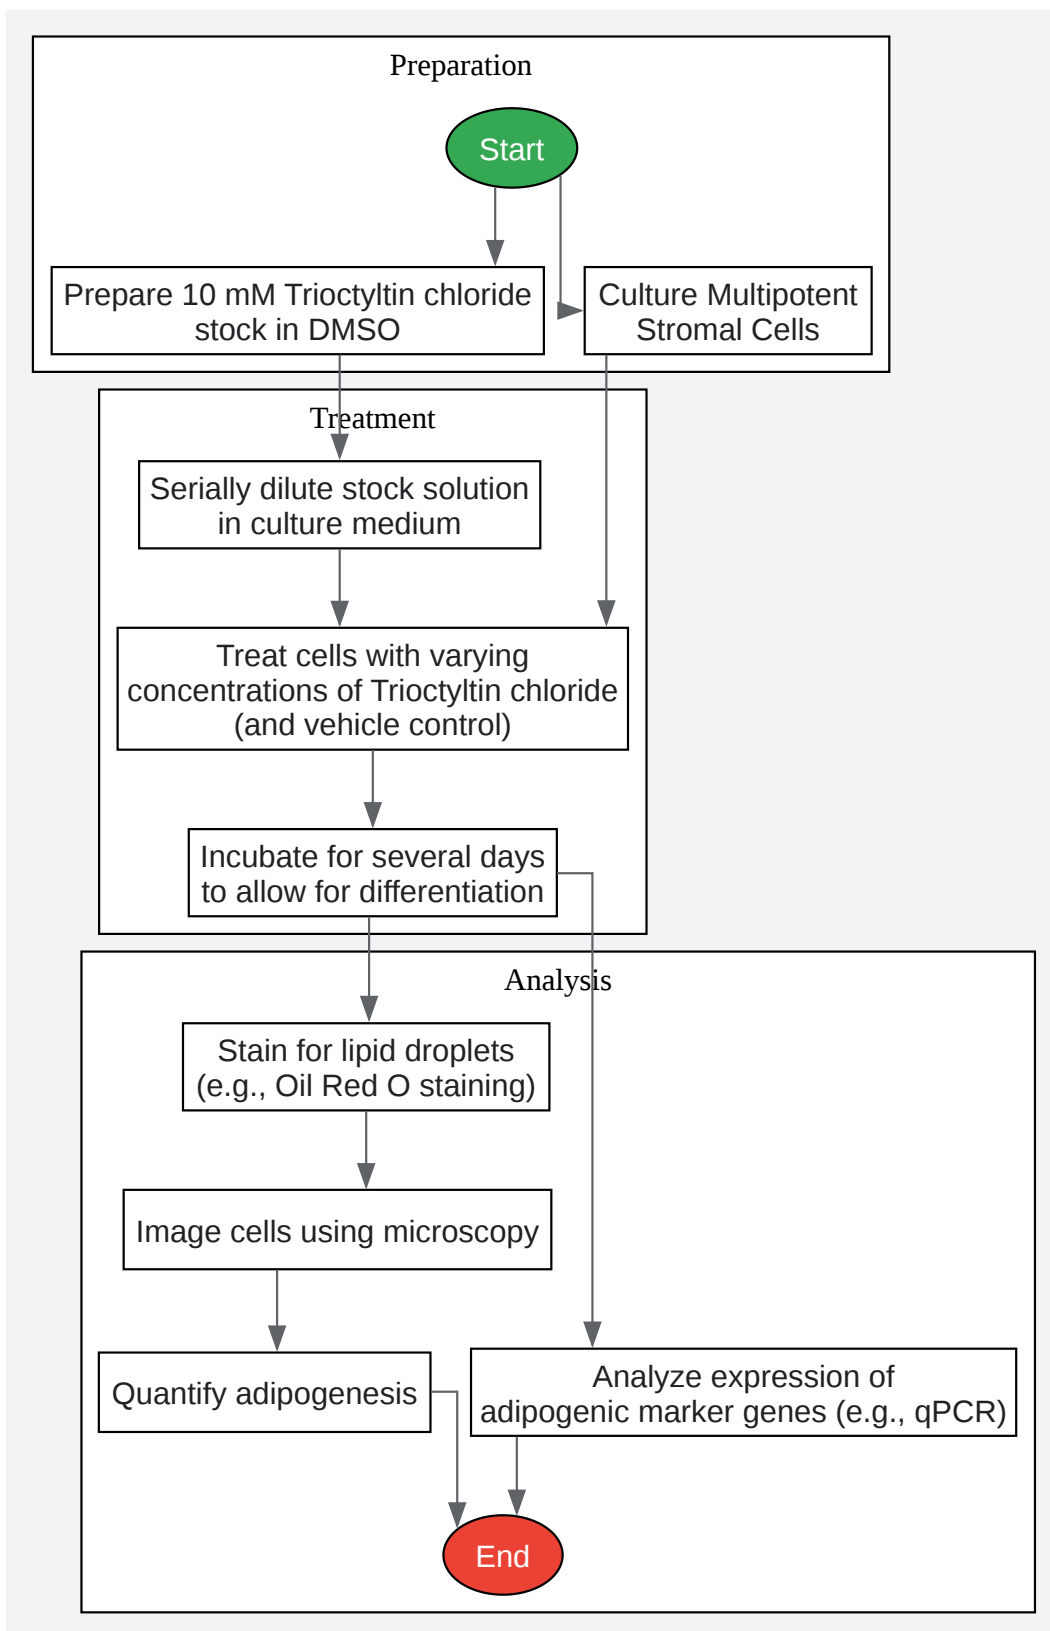 Preparation
Start
Prepare 10 mM Trioctyltin chloride
stock in DMSO
Culture Multipotent
Stromal Cells
Treatment
Serially dilute stock solution
in culture medium
Treat cells with varying
concentrations of Trioctyltin chloride
(and vehicle control)
Incubate for several days
to allow for differentiation
Analysis
Stain for lipid droplets
(e.g., Oil Red O staining)
Image cells using microscopy
Quantify adipogenesis
Analyze expression of
adipogenic marker genes (e.g., qPCR)
End